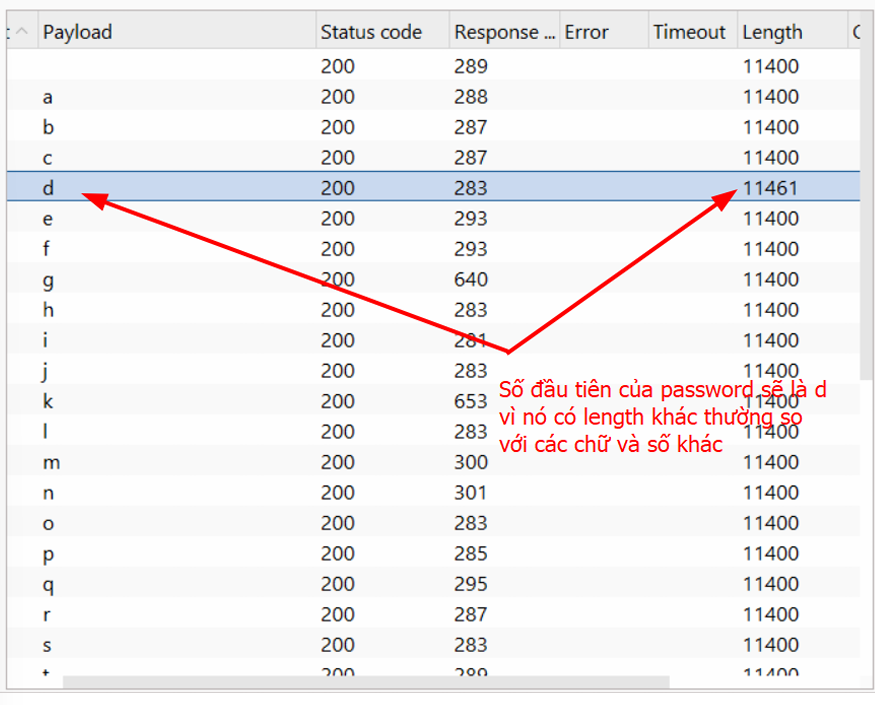 Payload Status code Response ... Error Timeout Length
200 289 11400
a 200 288 11400
b 200 287 11400
c 200 287 11400
d 200 283 11461
e 200 293 11400
f 200 293 11400
g 200 640 11400
h 200 283 11400
i 200 281 11400
j 200 283 11400
k 200 653 11400
l 200 283 11400
m 200 300 11400
n 200 301 11400
o 200 283 11400
p 200 285 11400
q 200 295 11400
r 200 287 11400
s 200 283 11400
t 200 289 11400
Số đầu tiên của password sẽ là d
vì nó có length khác thường so
với các chữ và số khác